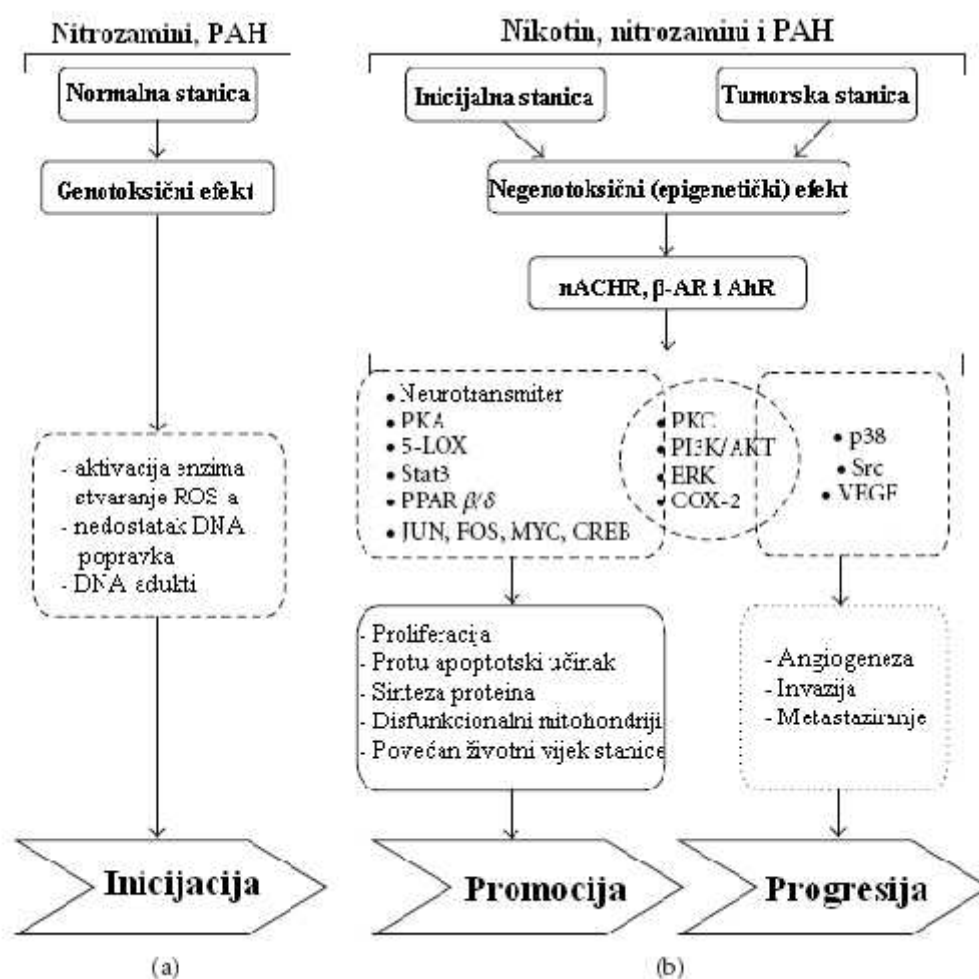 Nitrozamini, PAH
Normalna stanica
Genotoksični efekt
- aktivacija enzima
stvaranje ROS a
- nedostatak DNA
popravka
- DNA adukti
Inicijacija
(a)
Nikotin, nitrozamini i PAH
Inicijalna stanica
Tumorska stanica
Negenotoksični (epigenetički) efekt
nACHR, β-AR i AhR
• Neurotransmiter
• PKA
• 5-LOX
• Stat3
• PPAR β/δ
• JUN, FOS, MYC, CREB
• PKC
• PI3K/AKT
• ERK
• COX-2
• p38
• Src
• VEGF
- Proliferacija
- Protu apoptotski učinak
- Sinteza proteina
- Disfunkcionalni mitohondriji
- Povećan životni vijek stanice
- Angiogeneza
- Invazija
- Metastaziranje
Promocija
Progresija
(b)